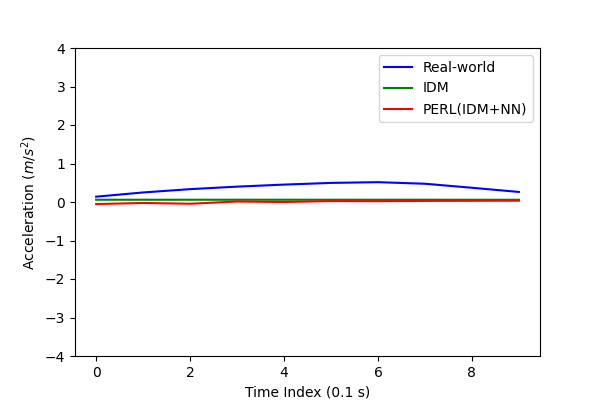 Real-world
IDM
PERL(IDM+NN)
4
3
2
1
0
−1
−2
−3
−4
Acceleration (m/s²)
0 2 4 6 8
Time Index (0.1 s)